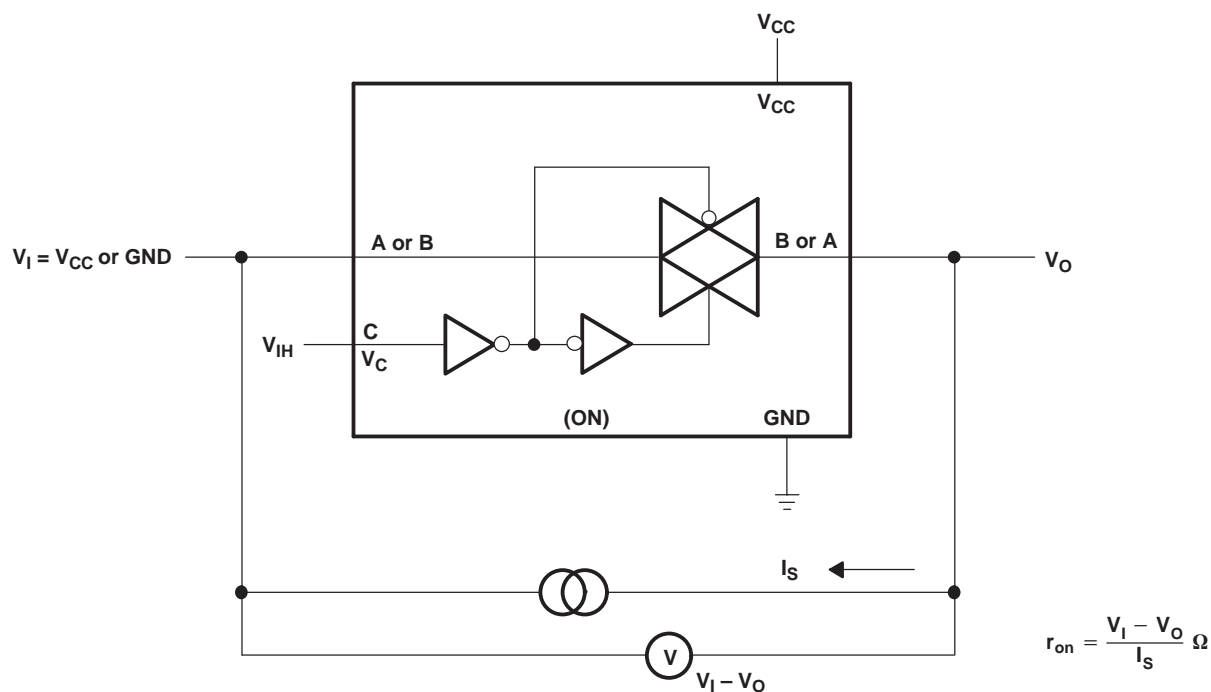 VCC
VCC
A or B
B or A
VI = VCC or GND
VO
C
VIH
VC
(ON)
GND
IS
V
VI – VO
ron = VI – VO / IS Ω